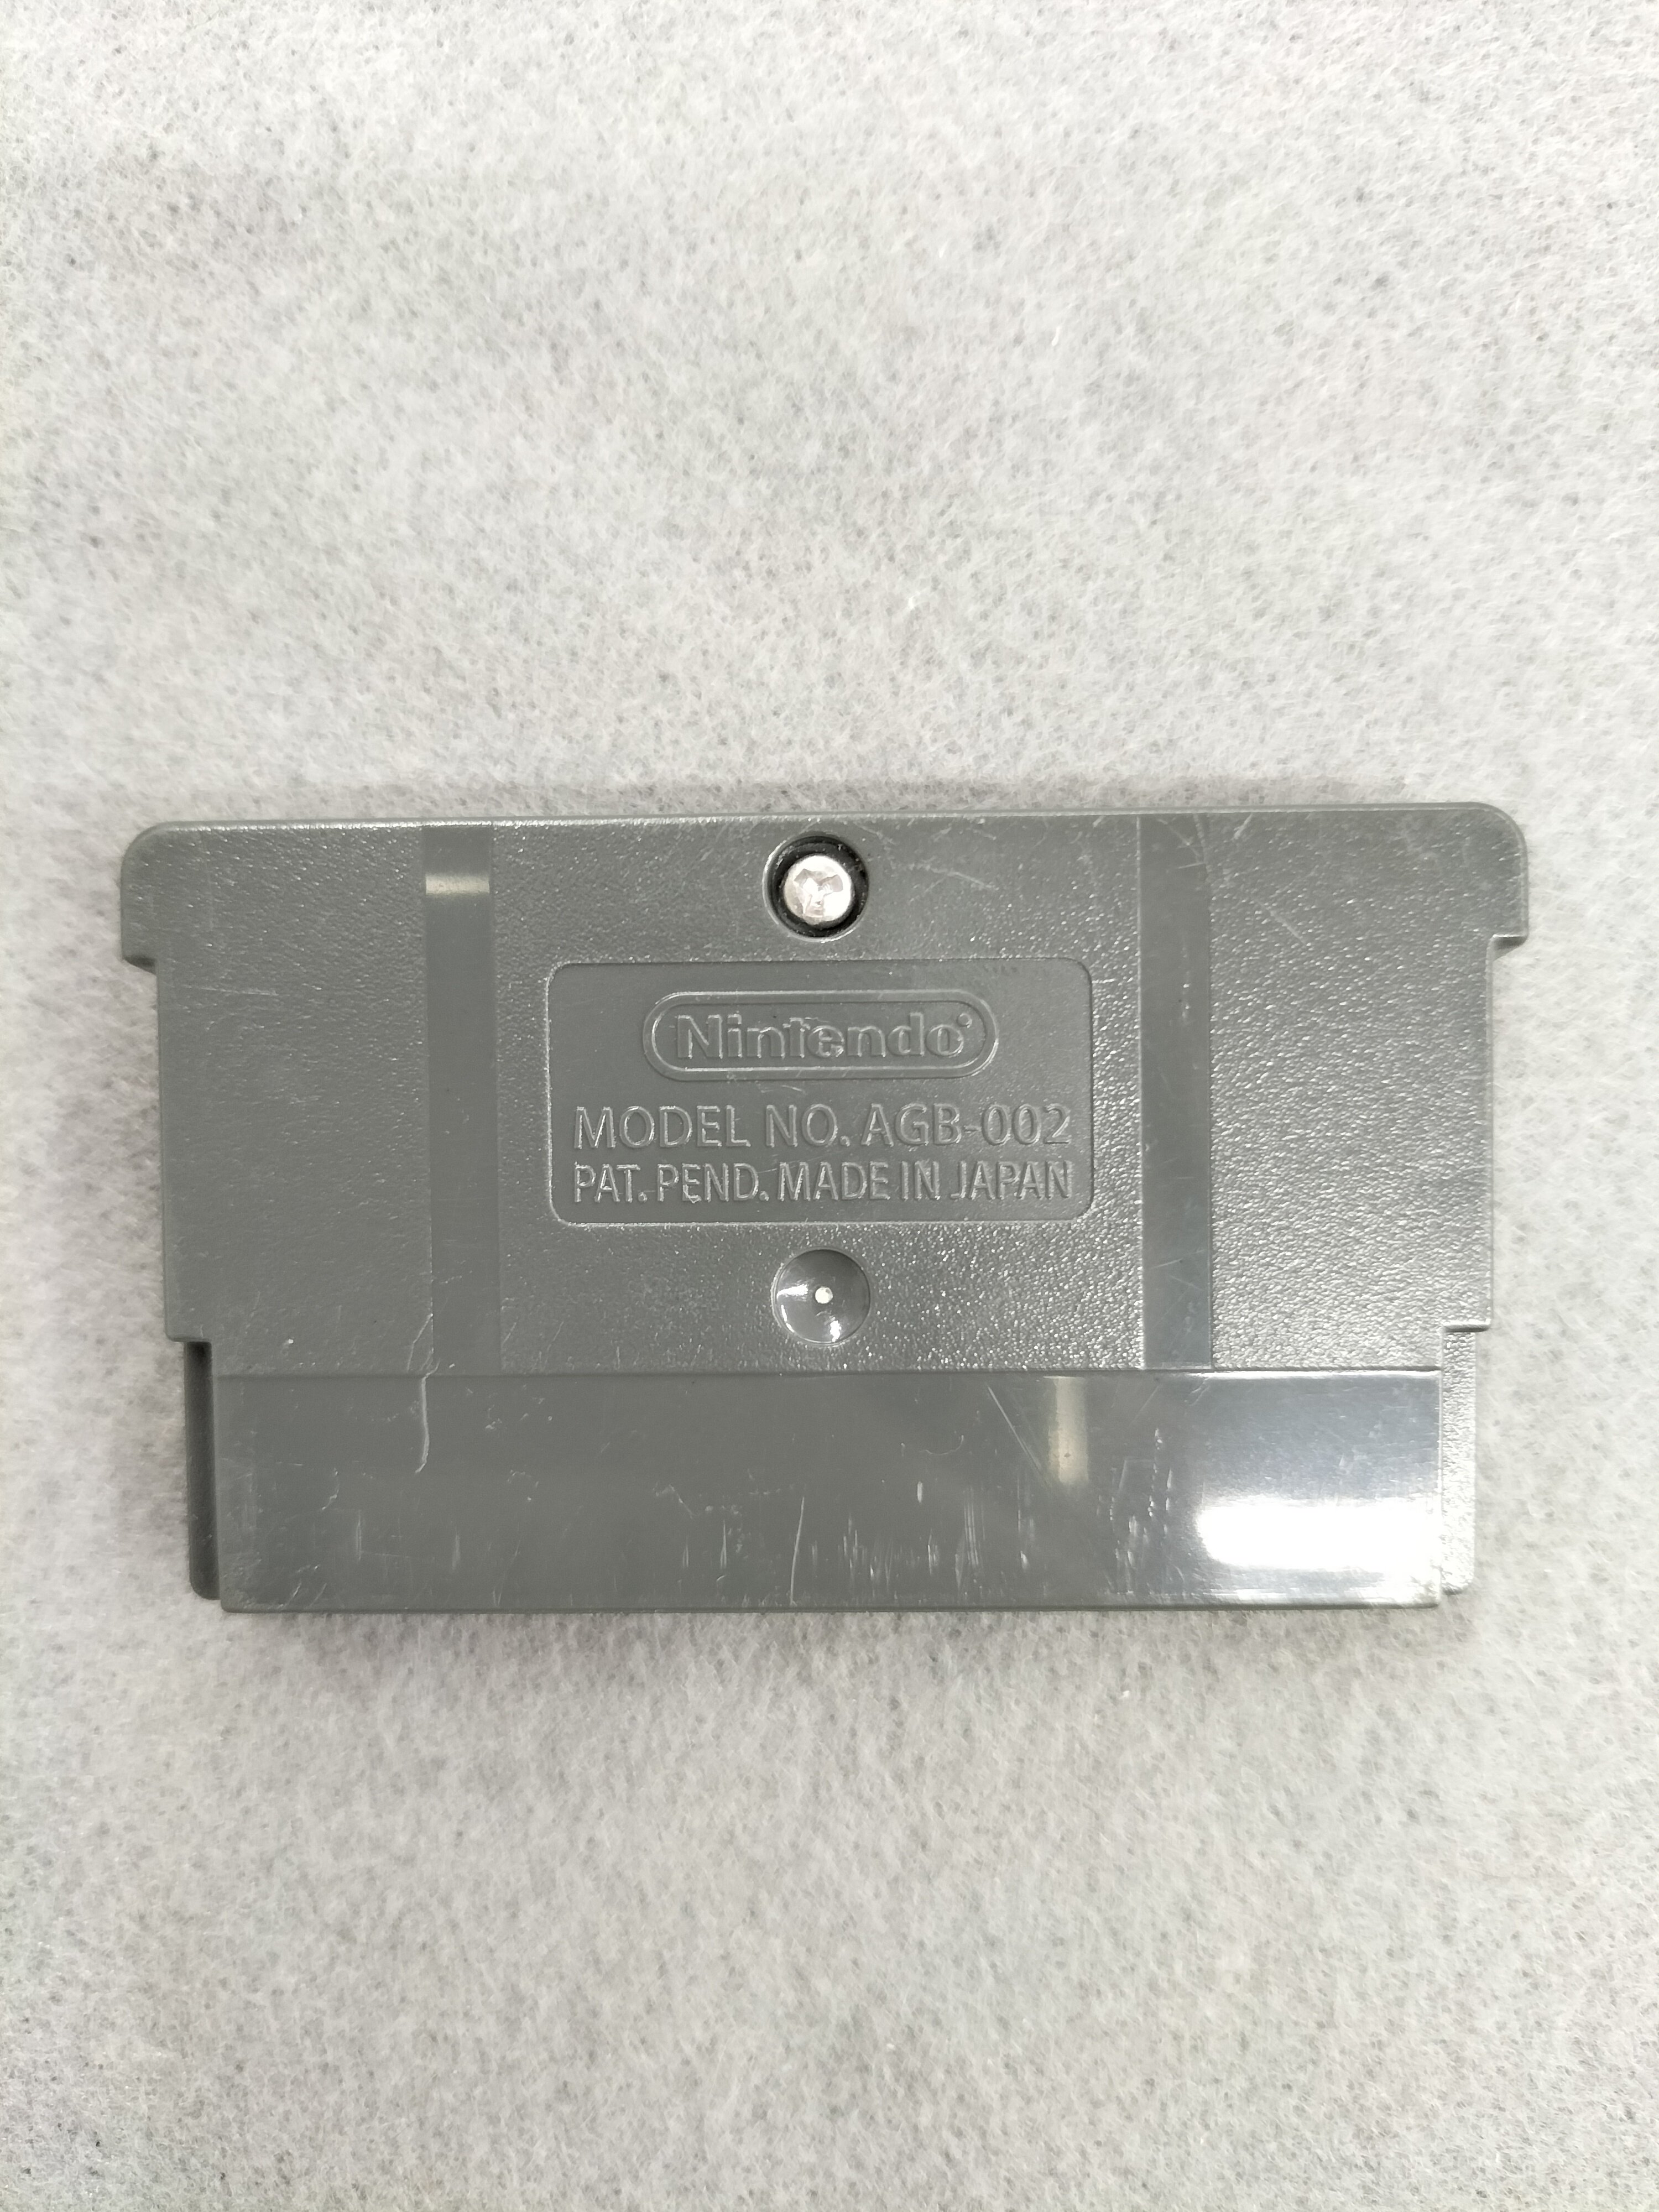 Nintendo
MODEL NO. AGB-002
PAT. PEND. MADE IN JAPAN